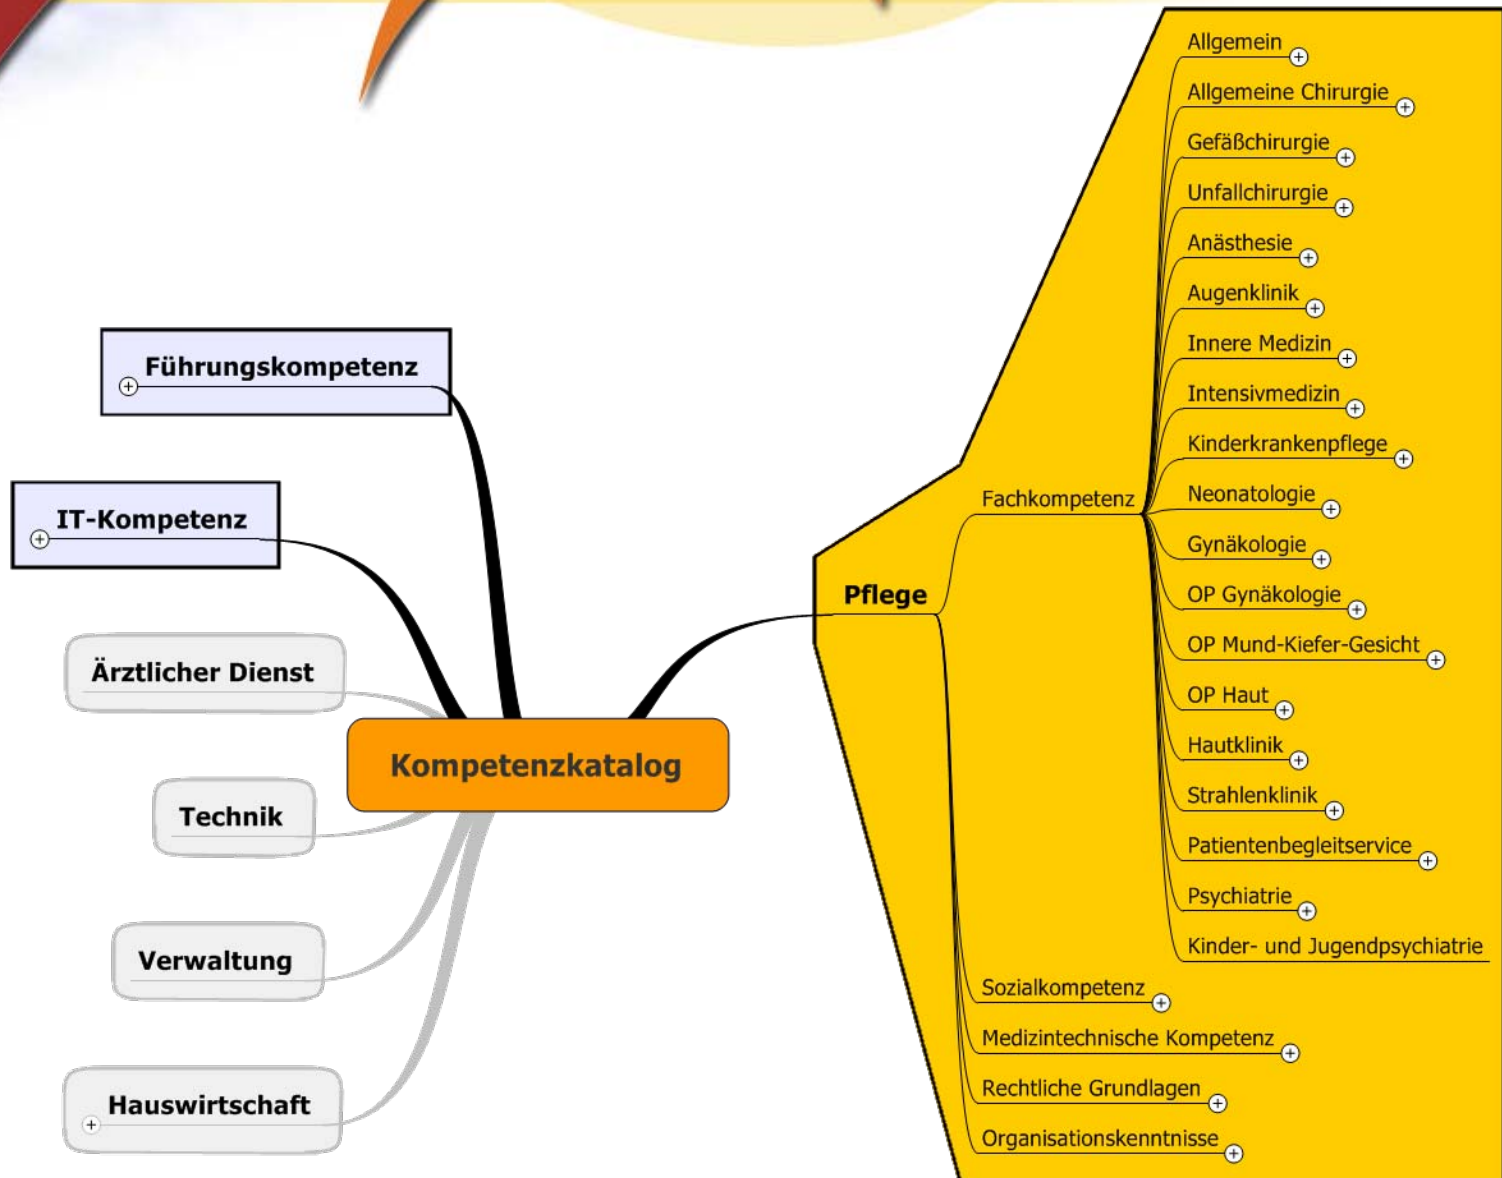 Führungskompetenz
IT-Kompetenz
Ärztlicher Dienst
Technik
Verwaltung
Hauswirtschaft
Kompetenzkatalog
Pflege
Fachkompetenz
Allgemein
Allgemeine Chirurgie
Gefäßchirurgie
Unfallchirurgie
Anästhesie
Augenklinik
Innere Medizin
Intensivmedizin
Kinderkrankenpflege
Neonatologie
Gynäkologie
OP Gynäkologie
OP Mund-Kiefer-Gesicht
OP Haut
Hautklinik
Strahlenklinik
Patientenbegleitservice
Psychiatrie
Kinder- und Jugendpsychiatrie
Sozialkompetenz
Medizintechnische Kompetenz
Rechtliche Grundlagen
Organisationskenntnisse